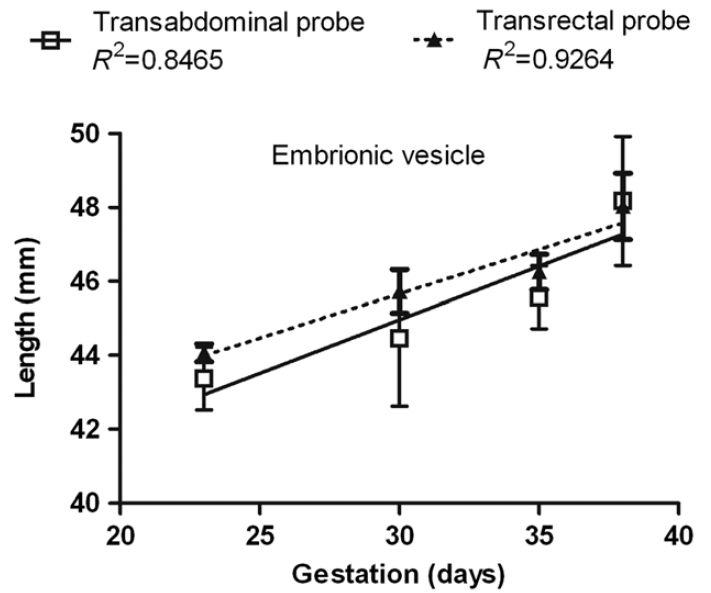 Transabdominal probe
R²=0.8465
Transrectal probe
R²=0.9264
Embrionic vesicle
Length (mm)
50
48
46
44
42
40
20 25 30 35 40
Gestation (days)